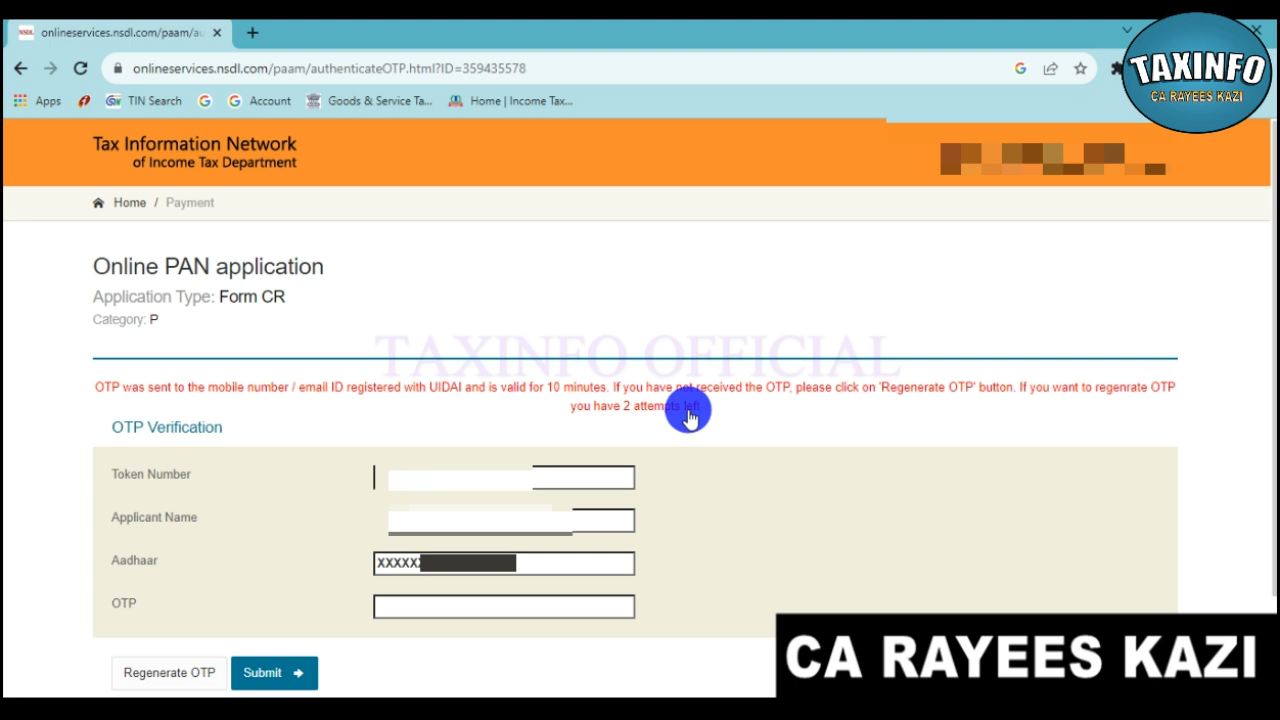 onlineservices.nsdl.com/paam/au
onlineservices.nsdl.com/paam/authenticateOTP.html?ID=359435578
TAXINFO
CA RAYEES KAZI
Apps
TIN Search
Account
Goods & Service Ta...
Home | Income Tax...
Tax Information Network
of Income Tax Department
Home / Payment
Online PAN application
Application Type: Form CR
Category: P
TAXINFO OFFICIAL
OTP was sent to the mobile number / email ID registered with UIDAI and is valid for 10 minutes. If you have not received the OTP, please click on 'Regenerate OTP' button. If you want to regenrate OTP
you have 2 attempts left
OTP Verification
Token Number
Applicant Name
Aadhaar
XXXXX
OTP
Regenerate OTP
Submit
CA RAYEES KAZI